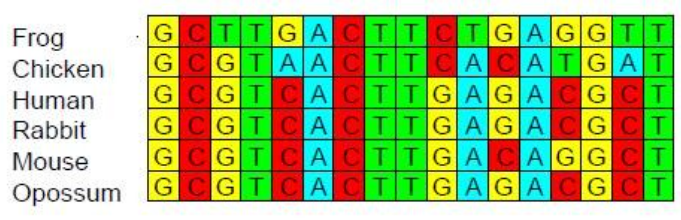 Frog G C T T G A C T T C T G A G G T T
Chicken G C G T A A C T T C A C A T G A T
Human G C G T C A C T T G A G A C G C T
Rabbit G C G T C A C T T G A G A C G C T
Mouse G C G T C A C T T G A C A G G C T
Opossum G C G T C A C T T G A G A C G C T